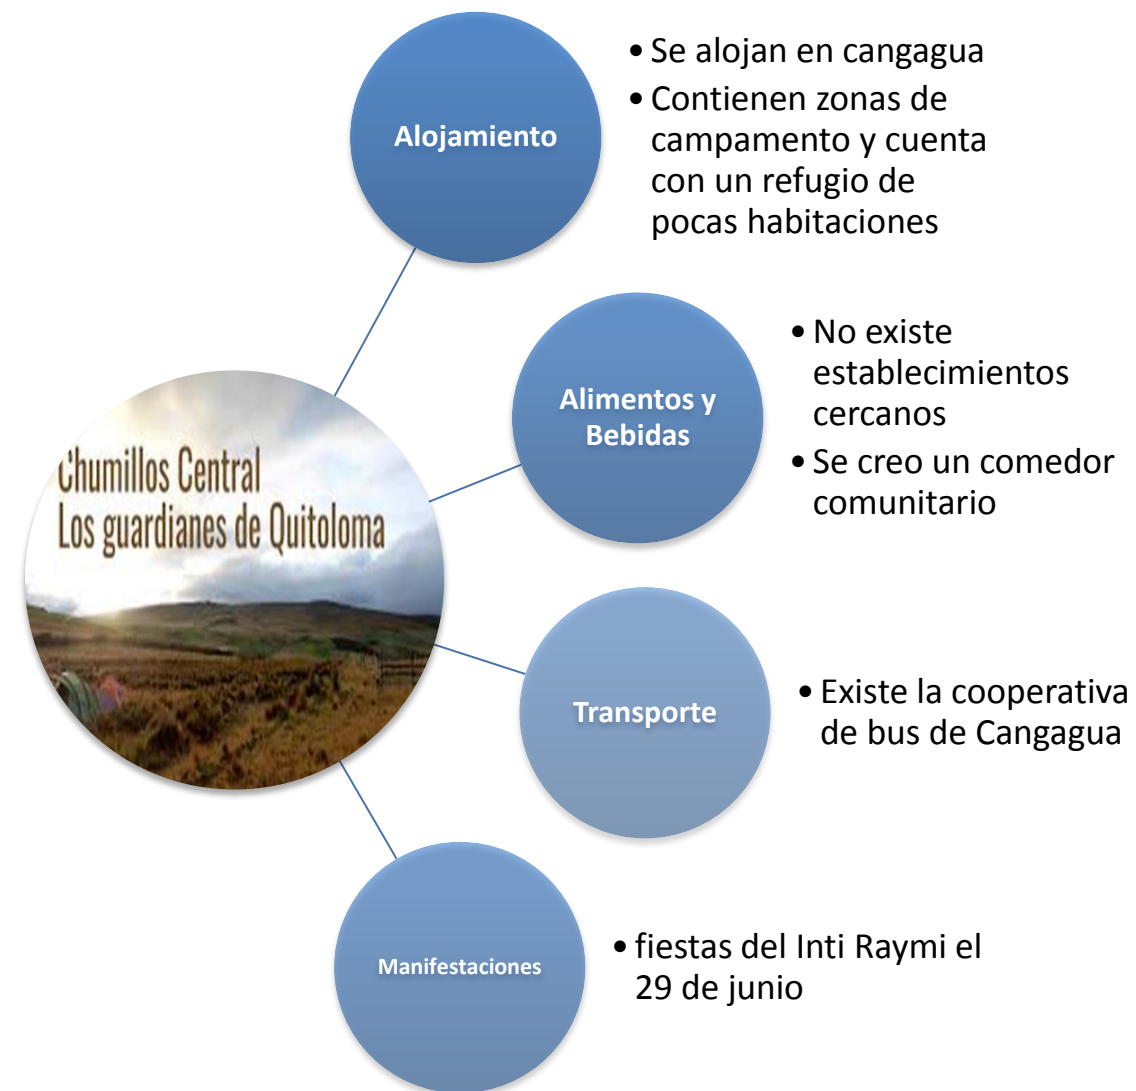 Alojamiento
• Se alojan en cangagua
• Contienen zonas de
campamento y cuenta
con un refugio de
pocas habitaciones
Alimentos y
Bebidas
• No existe
establecimientos
cercanos
• Se creo un comedor
comunitario
Chumillos Central
Los guardianes de Quitoloma
Transporte
• Existe la cooperativa
de bus de Cangagua
Manifestaciones
• fiestas del Inti Raymi el
29 de junio